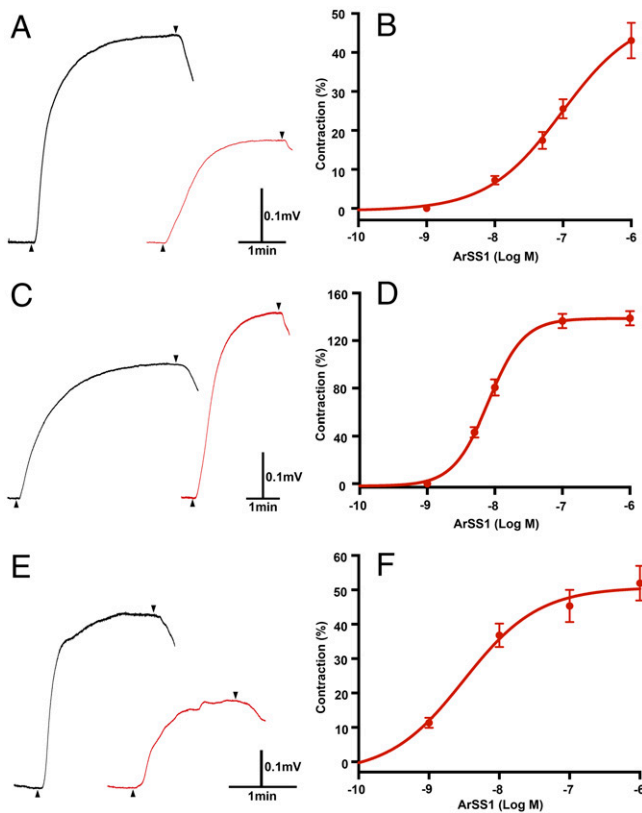 A
0.1mV
1min
B
Contraction (%)
50
40
30
20
10
0
-10 -9 -8 -7 -6
ArSS1 (Log M)
C
0.1mV
1min
D
Contraction (%)
160
120
80
40
0
-10 -9 -8 -7 -6
ArSS1 (Log M)
E
0.1mV
1min
F
Contraction (%)
60
50
40
30
20
10
0
-10 -9 -8 -7 -6
ArSS1 (Log M)